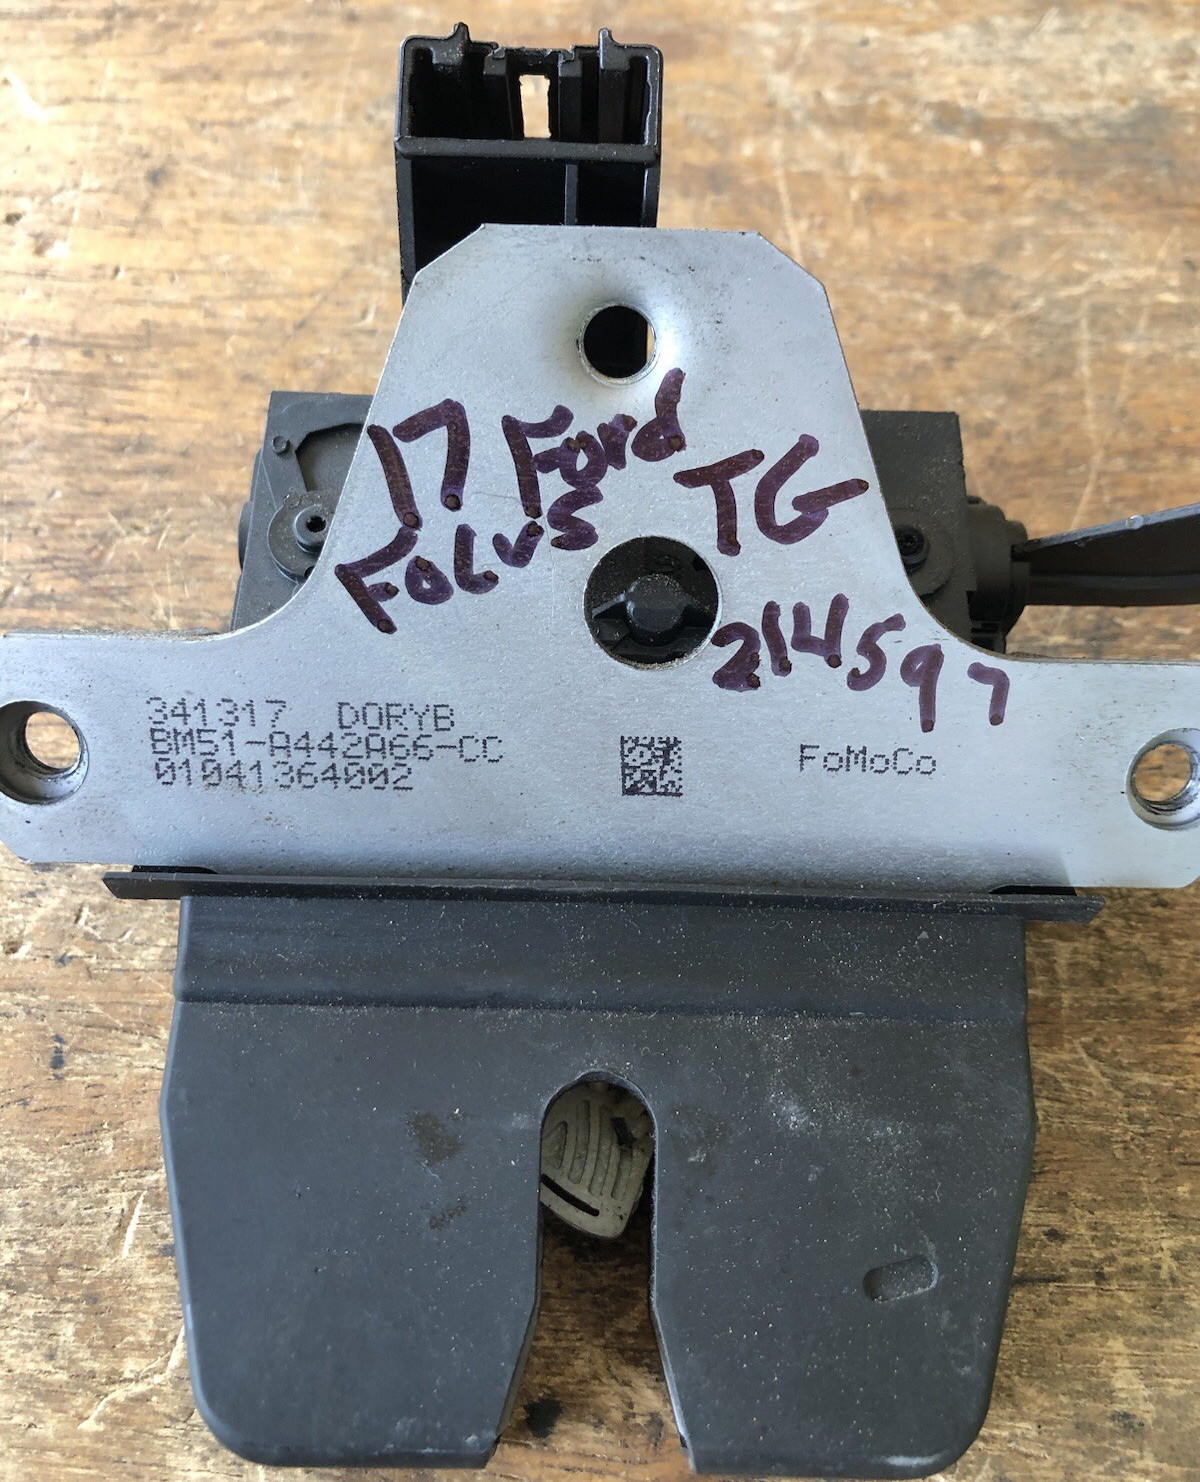 17 Ford TG
Focus
214597
341317 DORYB
BM51-A442A66-CC
01041364002
FoMoCo